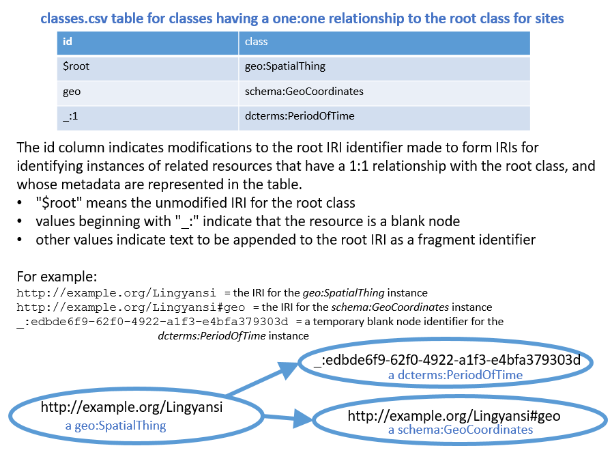 classes.csv table for classes having a one:one relationship to the root class for sites
id class
$root geo:SpatialThing
geo schema:GeoCoordinates
_:1 dcterms:PeriodOfTime
The id column indicates modifications to the root IRI identifier made to form IRIs for
identifying instances of related resources that have a 1:1 relationship with the root class, and
whose metadata are represented in the table.
• "$root" means the unmodified IRI for the root class
• values beginning with "_:" indicate that the resource is a blank node
• other values indicate text to be appended to the root IRI as a fragment identifier
For example:
http://example.org/Lingyansi = the IRI for the geo:SpatialThing instance
http://example.org/Lingyansi#geo = the IRI for the schema:GeoCoordinates instance
_:edbde6f9-62f0-4922-a1f3-e4bfa379303d = a temporary blank node identifier for the
dcterms:PeriodOfTime instance
_:edbde6f9-62f0-4922-a1f3-e4bfa379303d
a dcterms:PeriodOfTime
http://example.org/Lingyansi
a geo:SpatialThing
http://example.org/Lingyansi#geo
a schema:GeoCoordinates